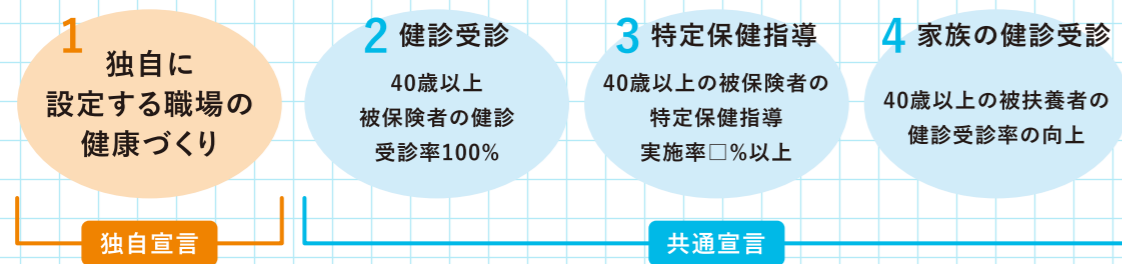 1
独自に
設定する職場の
健康づくり
2 健診受診
40歳以上
被保険者の健診
受診率100%
3 特定保健指導
40歳以上の被保険者の
特定保健指導
実施率□%以上
4 家族の健診受診
40歳以上の被扶養者の
健診受診率の向上
独自宣言
共通宣言